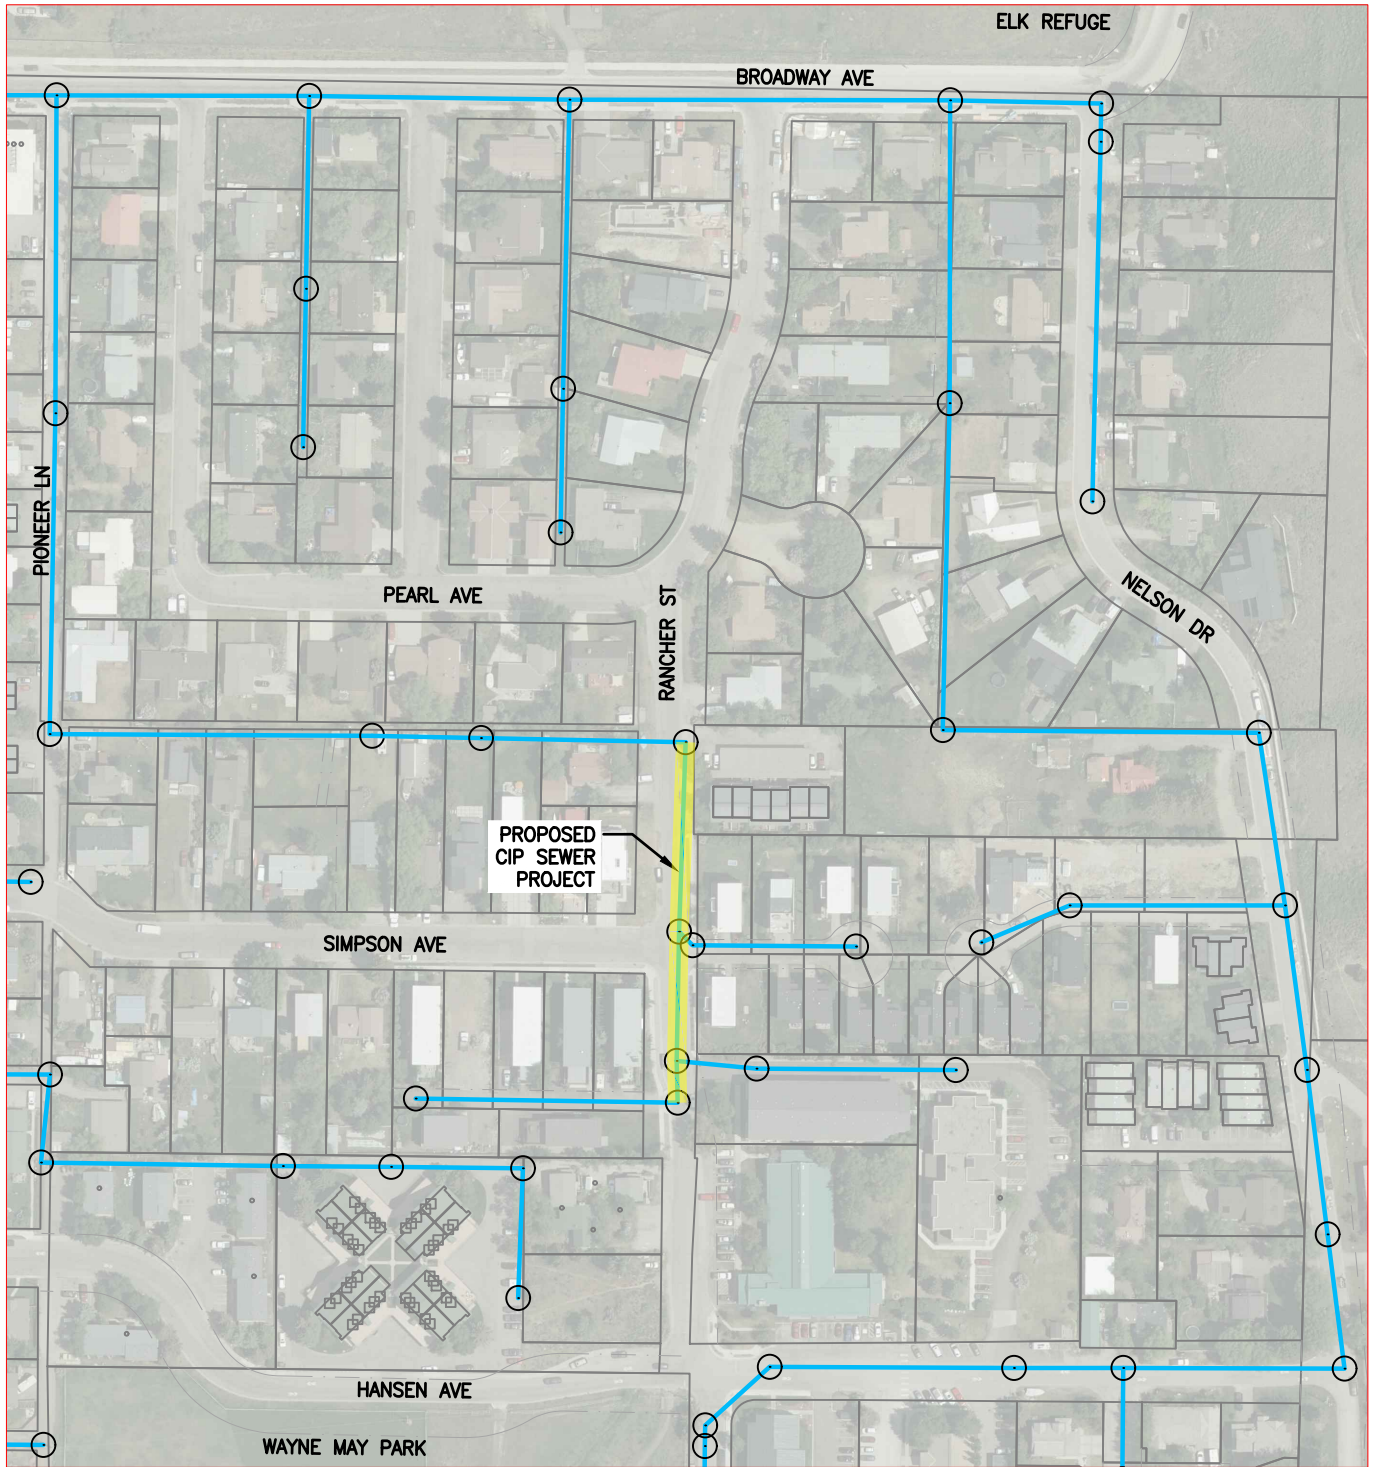 ELK REFUGE
BROADWAY AVE
PIONEER LN
PEARL AVE
RANCHER ST
NELSON DR
PROPOSED
CIP SEWER
PROJECT
SIMPSON AVE
HANSEN AVE
WAYNE MAY PARK